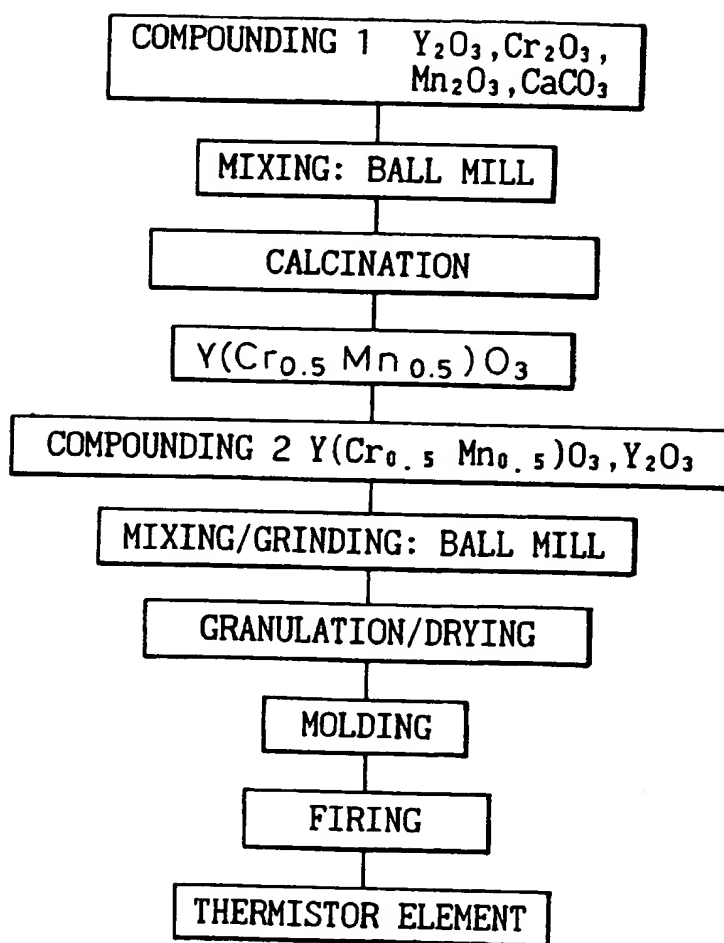 COMPOUNDING 1 Y₂O₃,Cr₂O₃,
Mn₂O₃,CaCO₃
MIXING: BALL MILL
CALCINATION
Y(Cr₀.₅ Mn₀.₅)O₃
COMPOUNDING 2 Y(Cr₀.₅ Mn₀.₅)O₃,Y₂O₃
MIXING/GRINDING: BALL MILL
GRANULATION/DRYING
MOLDING
FIRING
THERMISTOR ELEMENT